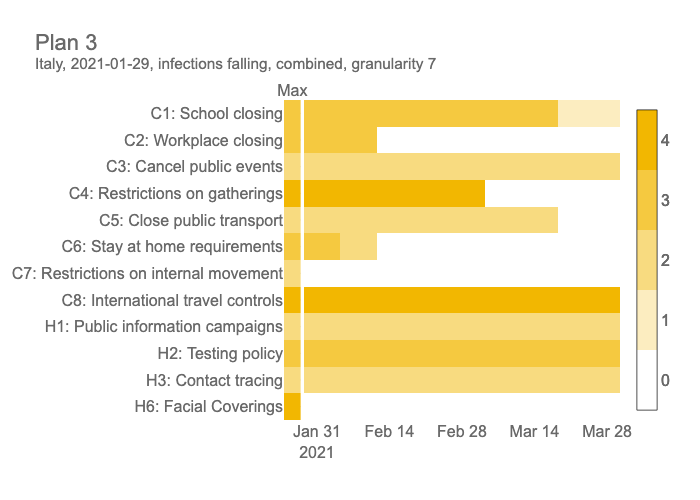 Plan 3
Italy, 2021-01-29, infections falling, combined, granularity 7
Max
C1: School closing
C2: Workplace closing
C3: Cancel public events
C4: Restrictions on gatherings
C5: Close public transport
C6: Stay at home requirements
C7: Restrictions on internal movement
C8: International travel controls
H1: Public information campaigns
H2: Testing policy
H3: Contact tracing
H6: Facial Coverings
Jan 31 Feb 14 Feb 28 Mar 14 Mar 28
2021
4
3
2
1
0